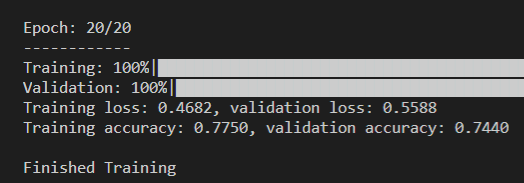 Epoch: 20/20
------------
Training: 100%|
Validation: 100%|
Training loss: 0.4682, validation loss: 0.5588
Training accuracy: 0.7750, validation accuracy: 0.7440
Finished Training